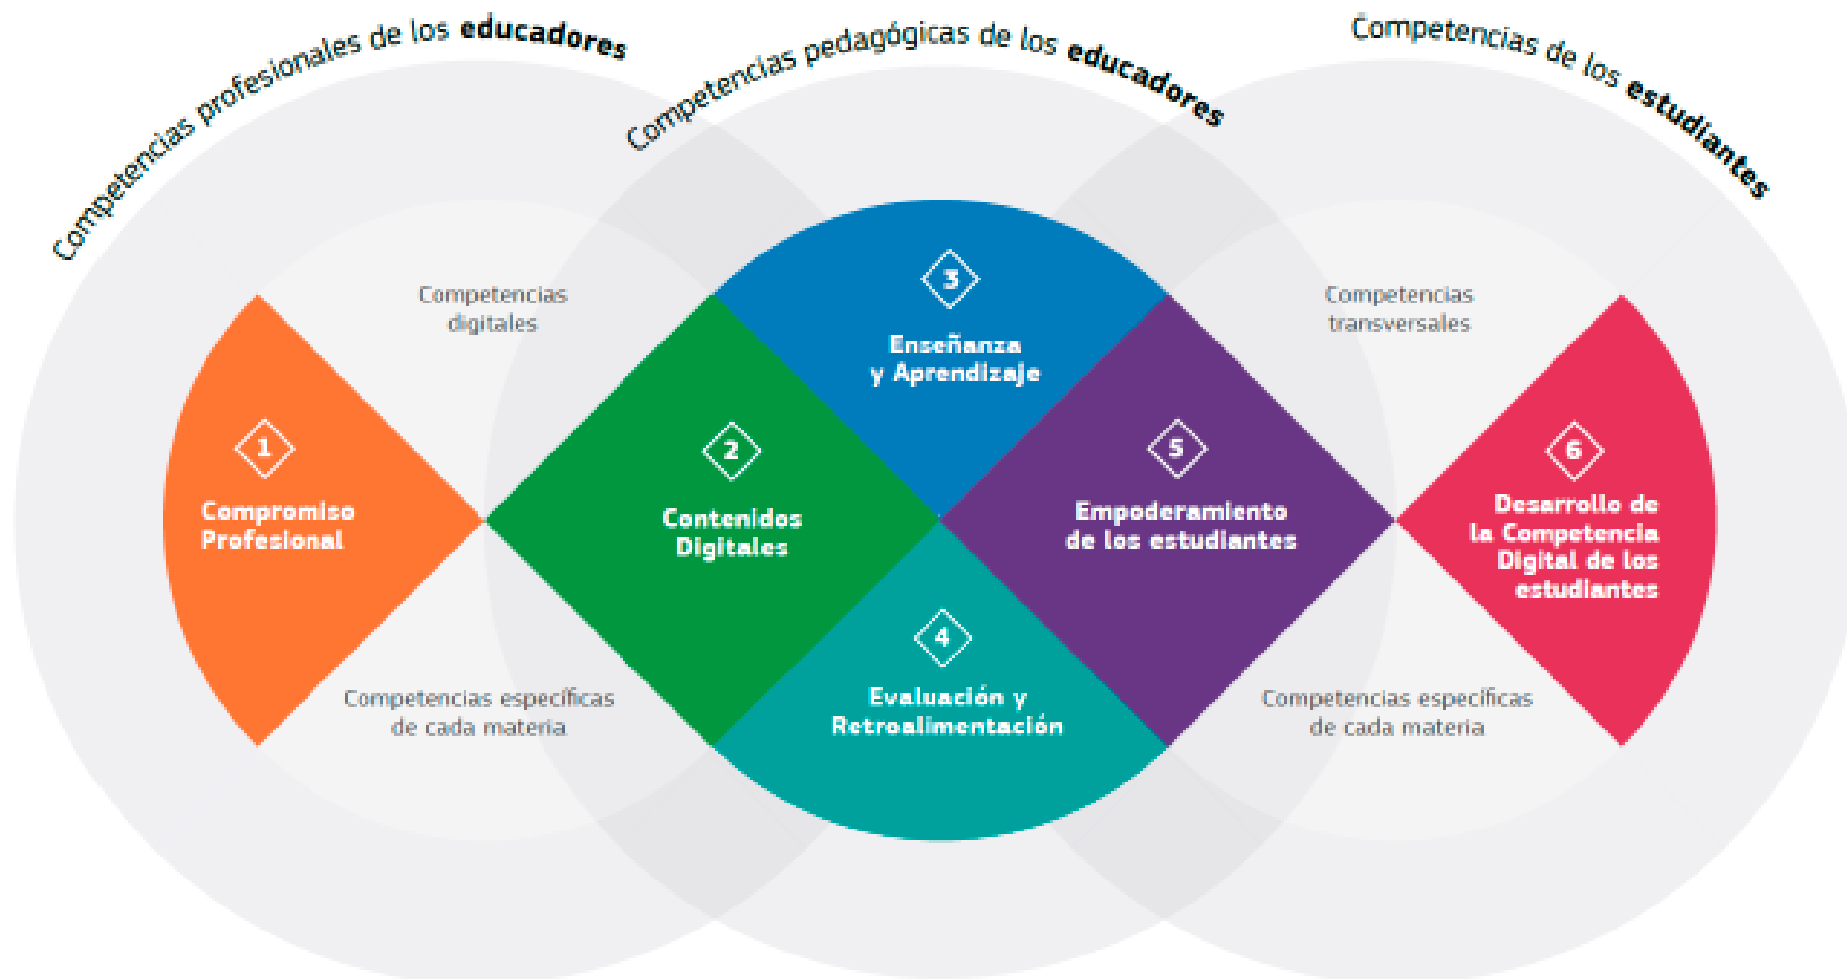 Competencias profesionales de los educadores
Competencias pedagógicas de los educadores
Competencias de los estudiantes
Competencias
digitales
Competencias
transversales
1
Compromiso
Profesional
2
Contenidos
Digitales
3
Enseñanza
y Aprendizaje
4
Evaluación y
Retroalimentación
5
Empoderamiento
de los estudiantes
6
Desarrollo de
la Competencia
Digital de los
estudiantes
Competencias específicas
de cada materia
Competencias específicas
de cada materia